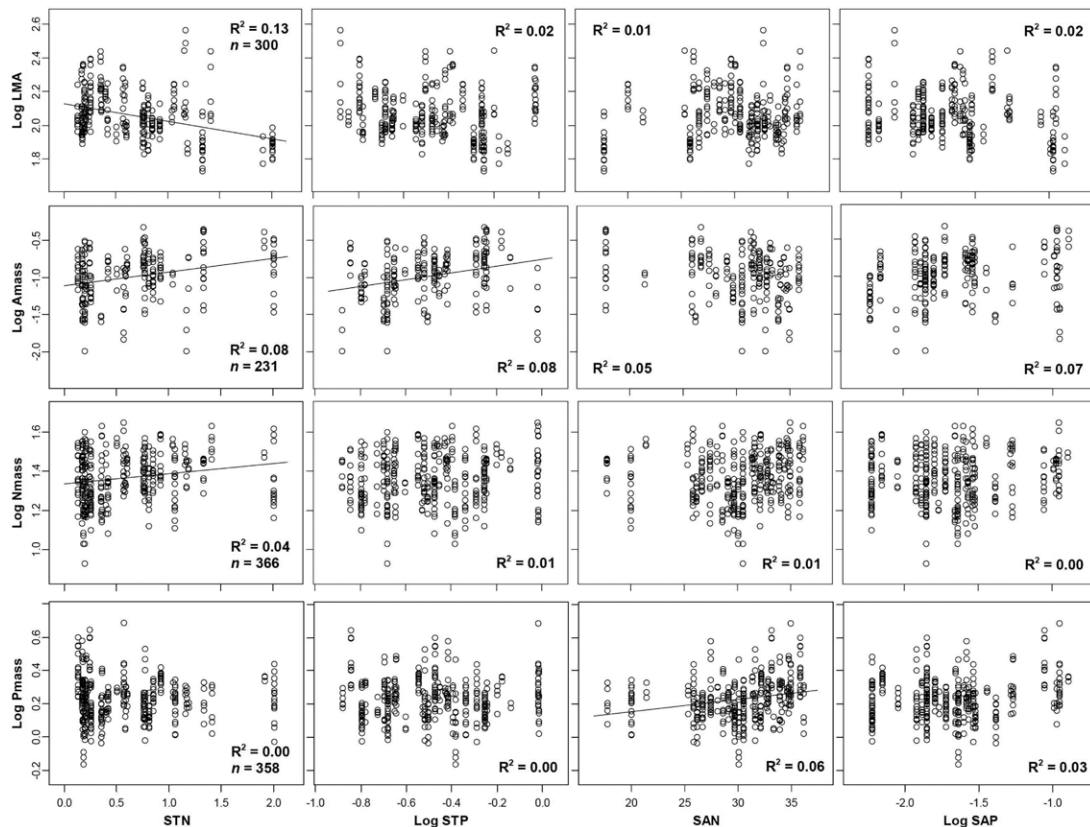 2.6
2.4
2.2
2.0
1.8
Log LMA
R² = 0.13
n = 300
R² = 0.02
R² = 0.01
R² = 0.02
-0.5
-1.0
-1.5
-2.0
Log Amass
R² = 0.08
n = 231
R² = 0.08
R² = 0.05
R² = 0.07
1.6
1.4
1.2
1.0
Log Nmass
R² = 0.04
n = 366
R² = 0.01
R² = 0.01
R² = 0.00
0.6
0.4
0.2
0.0
-0.2
Log Pmass
R² = 0.00
n = 358
R² = 0.00
R² = 0.06
R² = 0.03
0.0 0.5 1.0 1.5 2.0
-1.0 -0.8 -0.6 -0.4 -0.2 0.0
20 25 30 35
-2.0 -1.5 -1.0
STN
Log STP
SAN
Log SAP